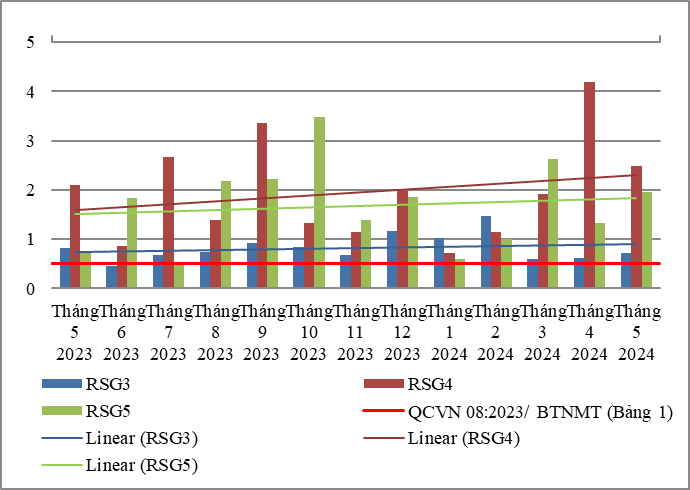 5
4
3
2
1
0
Tháng Tháng Tháng Tháng Tháng Tháng Tháng Tháng Tháng Tháng Tháng Tháng Tháng
5 6 7 8 9 10 11 12 1 2 3 4 5
2023 2023 2023 2023 2023 2023 2023 2023 2024 2024 2024 2024 2024
RSG3 RSG4
RSG5 QCVN 08:2023/ BTNMT (Bảng 1)
Linear (RSG3) Linear (RSG4)
Linear (RSG5)